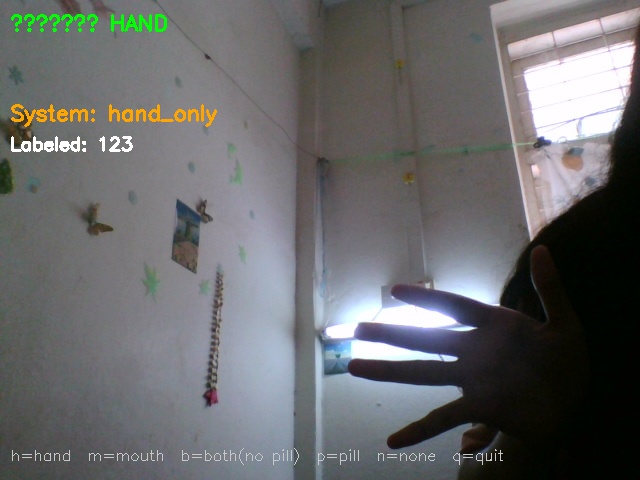 ??????? HAND
System: hand_only
Labeled: 123
h=hand m=mouth b=both(no pill) p=pill n=none q=quit